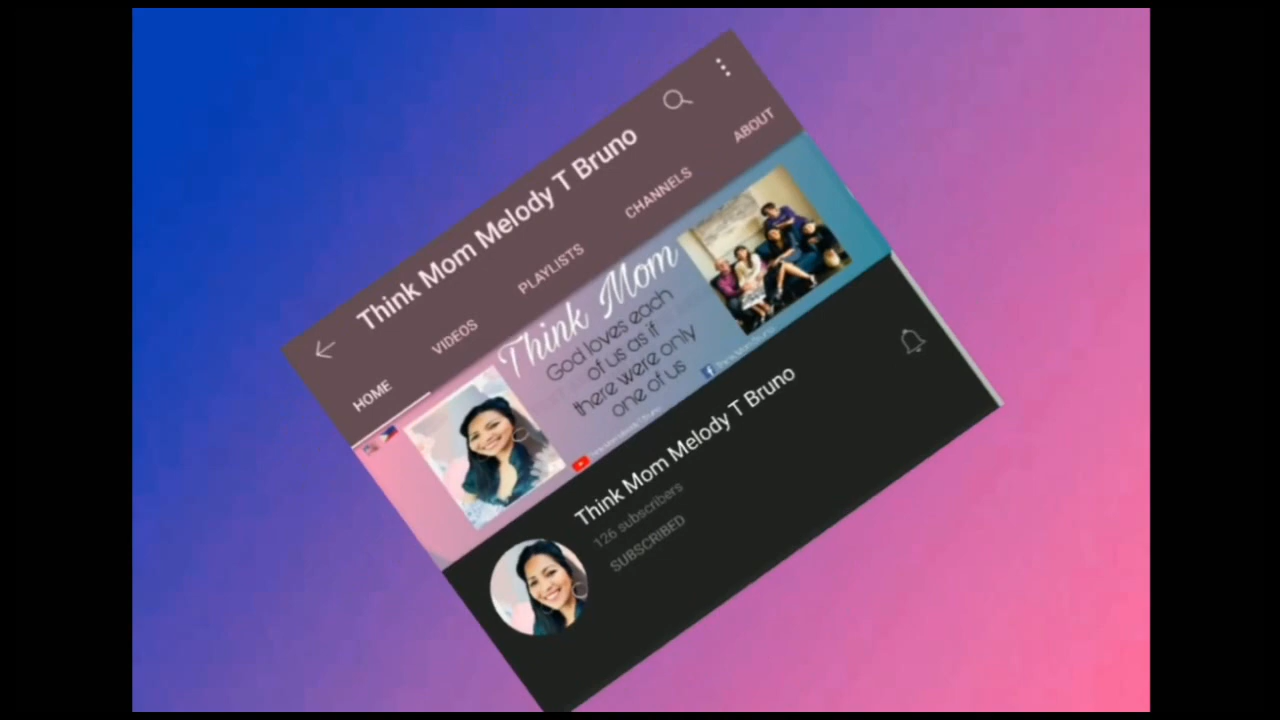 Think Mom Melody T Bruno
HOME
VIDEOS
PLAYLISTS
CHANNELS
ABOUT
Think Mom
God loves each
of us as if
there were only
one of us
Think Mom Melody T Bruno
126 subscribers
SUBSCRIBED